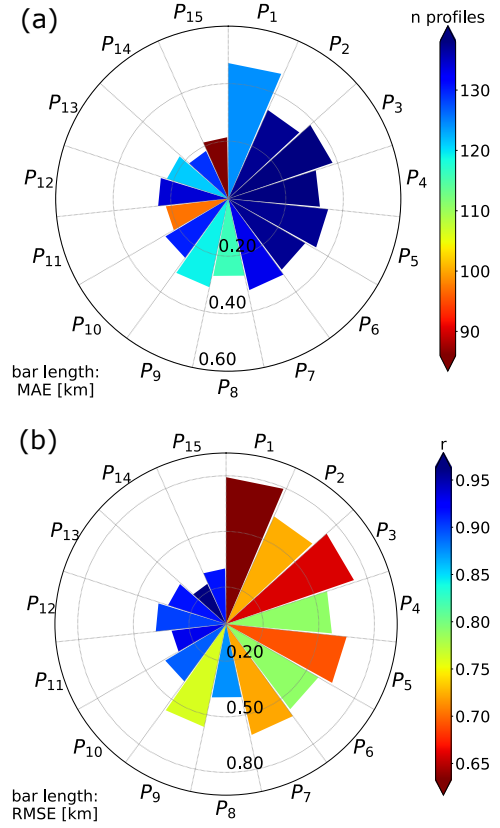 (a)
n profiles
P15
P1
P14
P2
P13
P3
P12
P4
P11
P5
P10
P6
P9
P8
P7
0.20
0.40
0.60
130
120
110
100
90
bar length:
MAE [km]
(b)
r
P15
P1
P14
P2
P13
P3
P12
P4
P11
P5
P10
P6
P9
P8
P7
0.20
0.50
0.80
0.95
0.90
0.85
0.80
0.75
0.70
0.65
bar length:
RMSE [km]